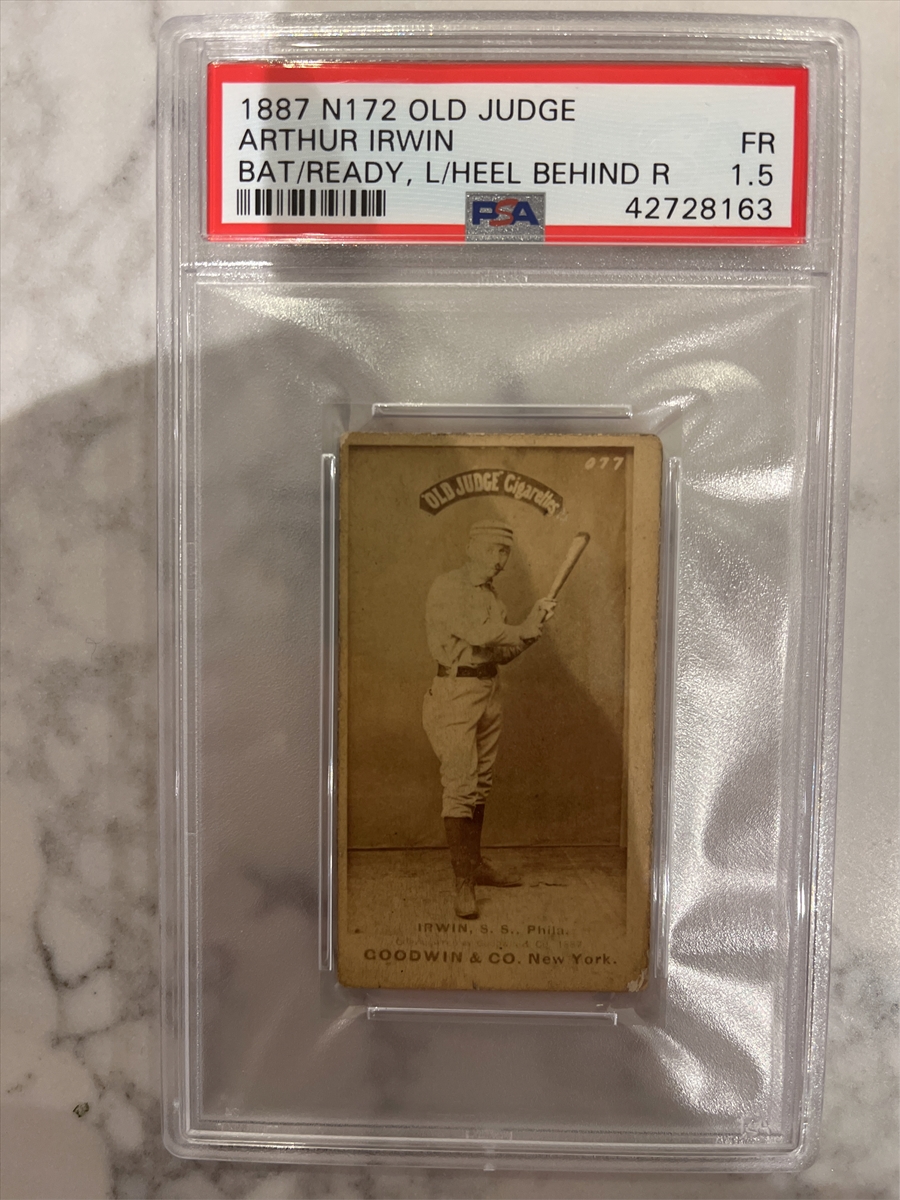 1887 N172 OLD JUDGE
ARTHUR IRWIN FR
BAT/READY, L/HEEL BEHIND R 1.5
PSA 42728163
077
OLD JUDGE Cigarettes
IRWIN, S. S., Phila.
GOODWIN & CO. New York.